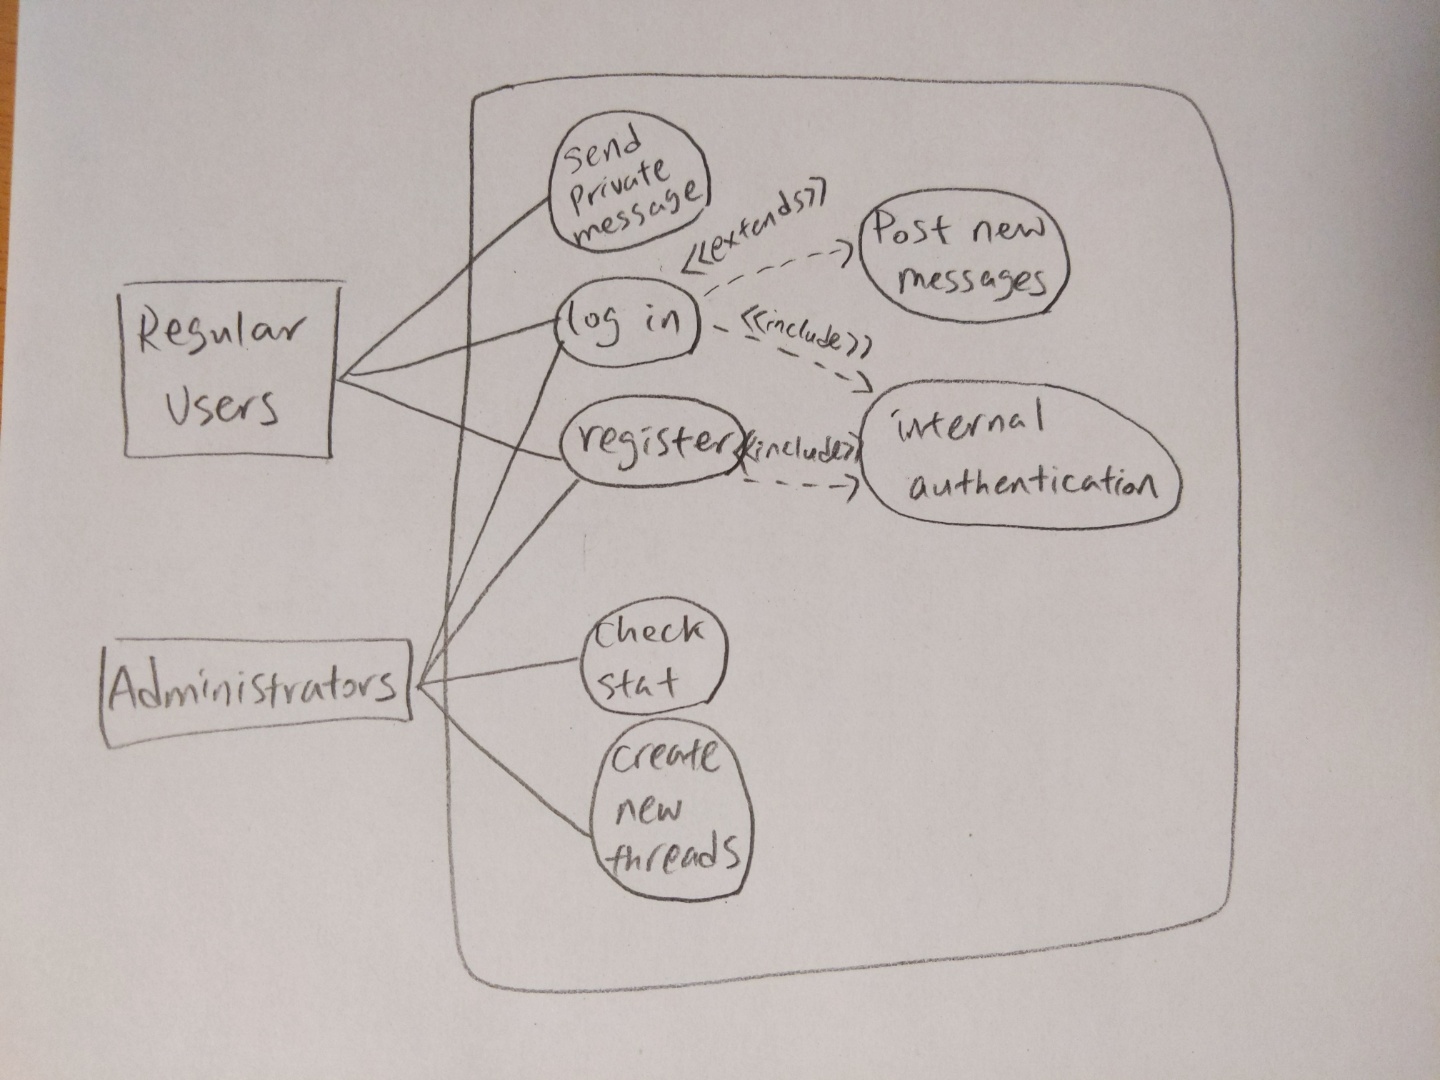 send
private
message
<<extends>>
Post new
messages
Regular
Users
log in
<<include>>
register
<include>>
internal
authentication
Administrators
Check
stat
Create
new
threads